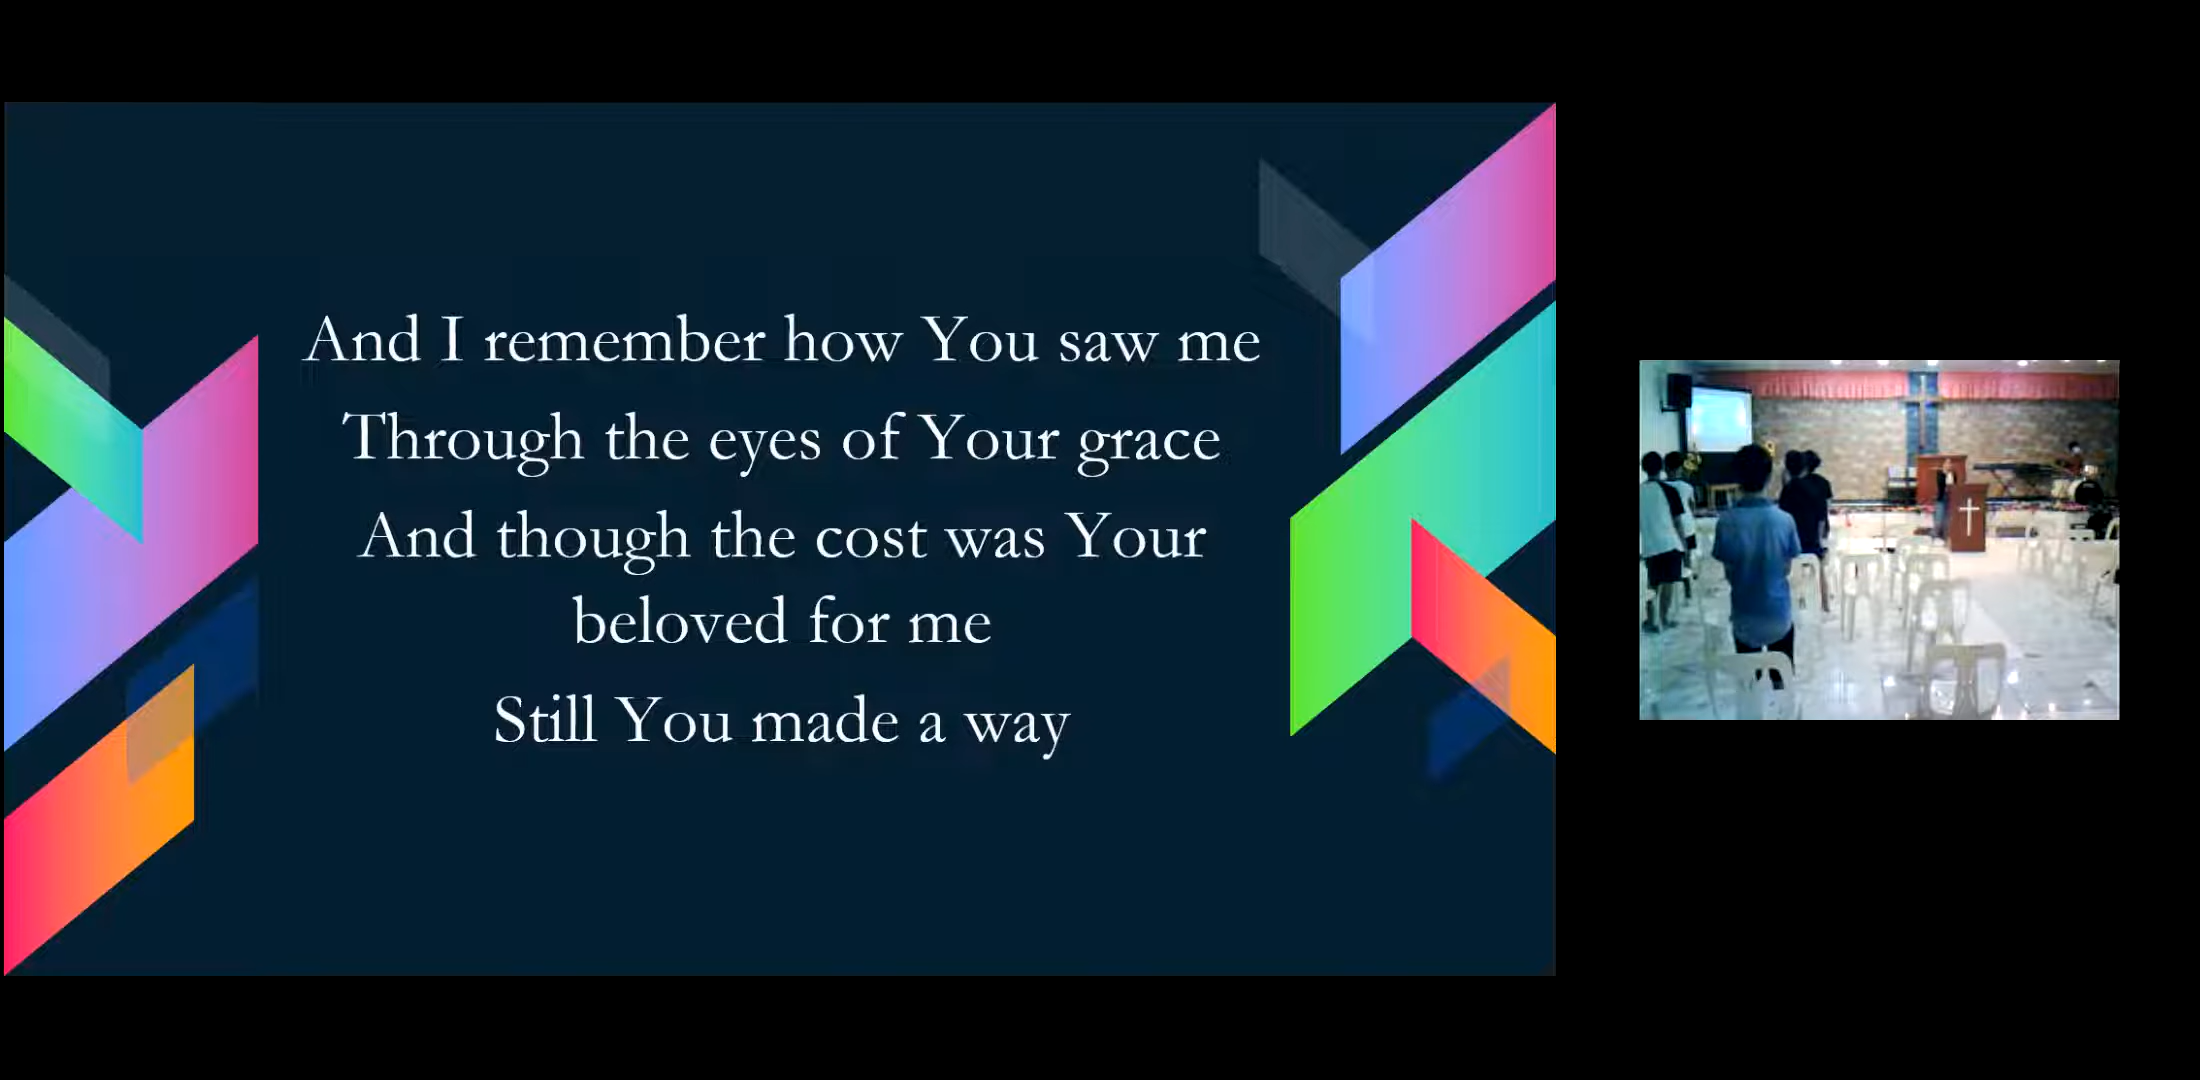 And I remember how You saw me
Through the eyes of Your grace
And though the cost was Your
beloved for me
Still You made a way